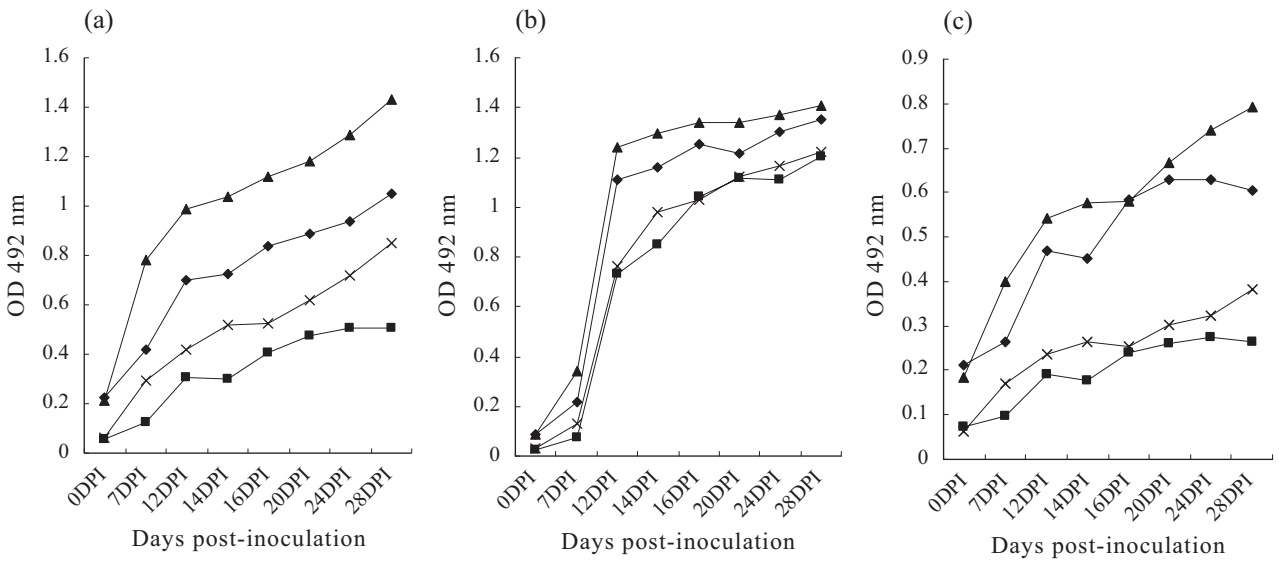 (a)
1.6
1.4
1.2
1
0.8
0.6
0.4
0.2
0
OD 492 nm
0DPI
7DPI
12DPI
14DPI
16DPI
20DPI
24DPI
28DPI
Days post-inoculation
(b)
1.6
1.4
1.2
1
0.8
0.6
0.4
0.2
0
OD 492 nm
0DPI
7DPI
12DPI
14DPI
16DPI
20DPI
24DPI
28DPI
Days post-inoculation
(c)
0.9
0.8
0.7
0.6
0.5
0.4
0.3
0.2
0.1
0
OD 492 nm
0DPI
7DPI
12DPI
14DPI
16DPI
20DPI
24DPI
28DPI
Days post-inoculation